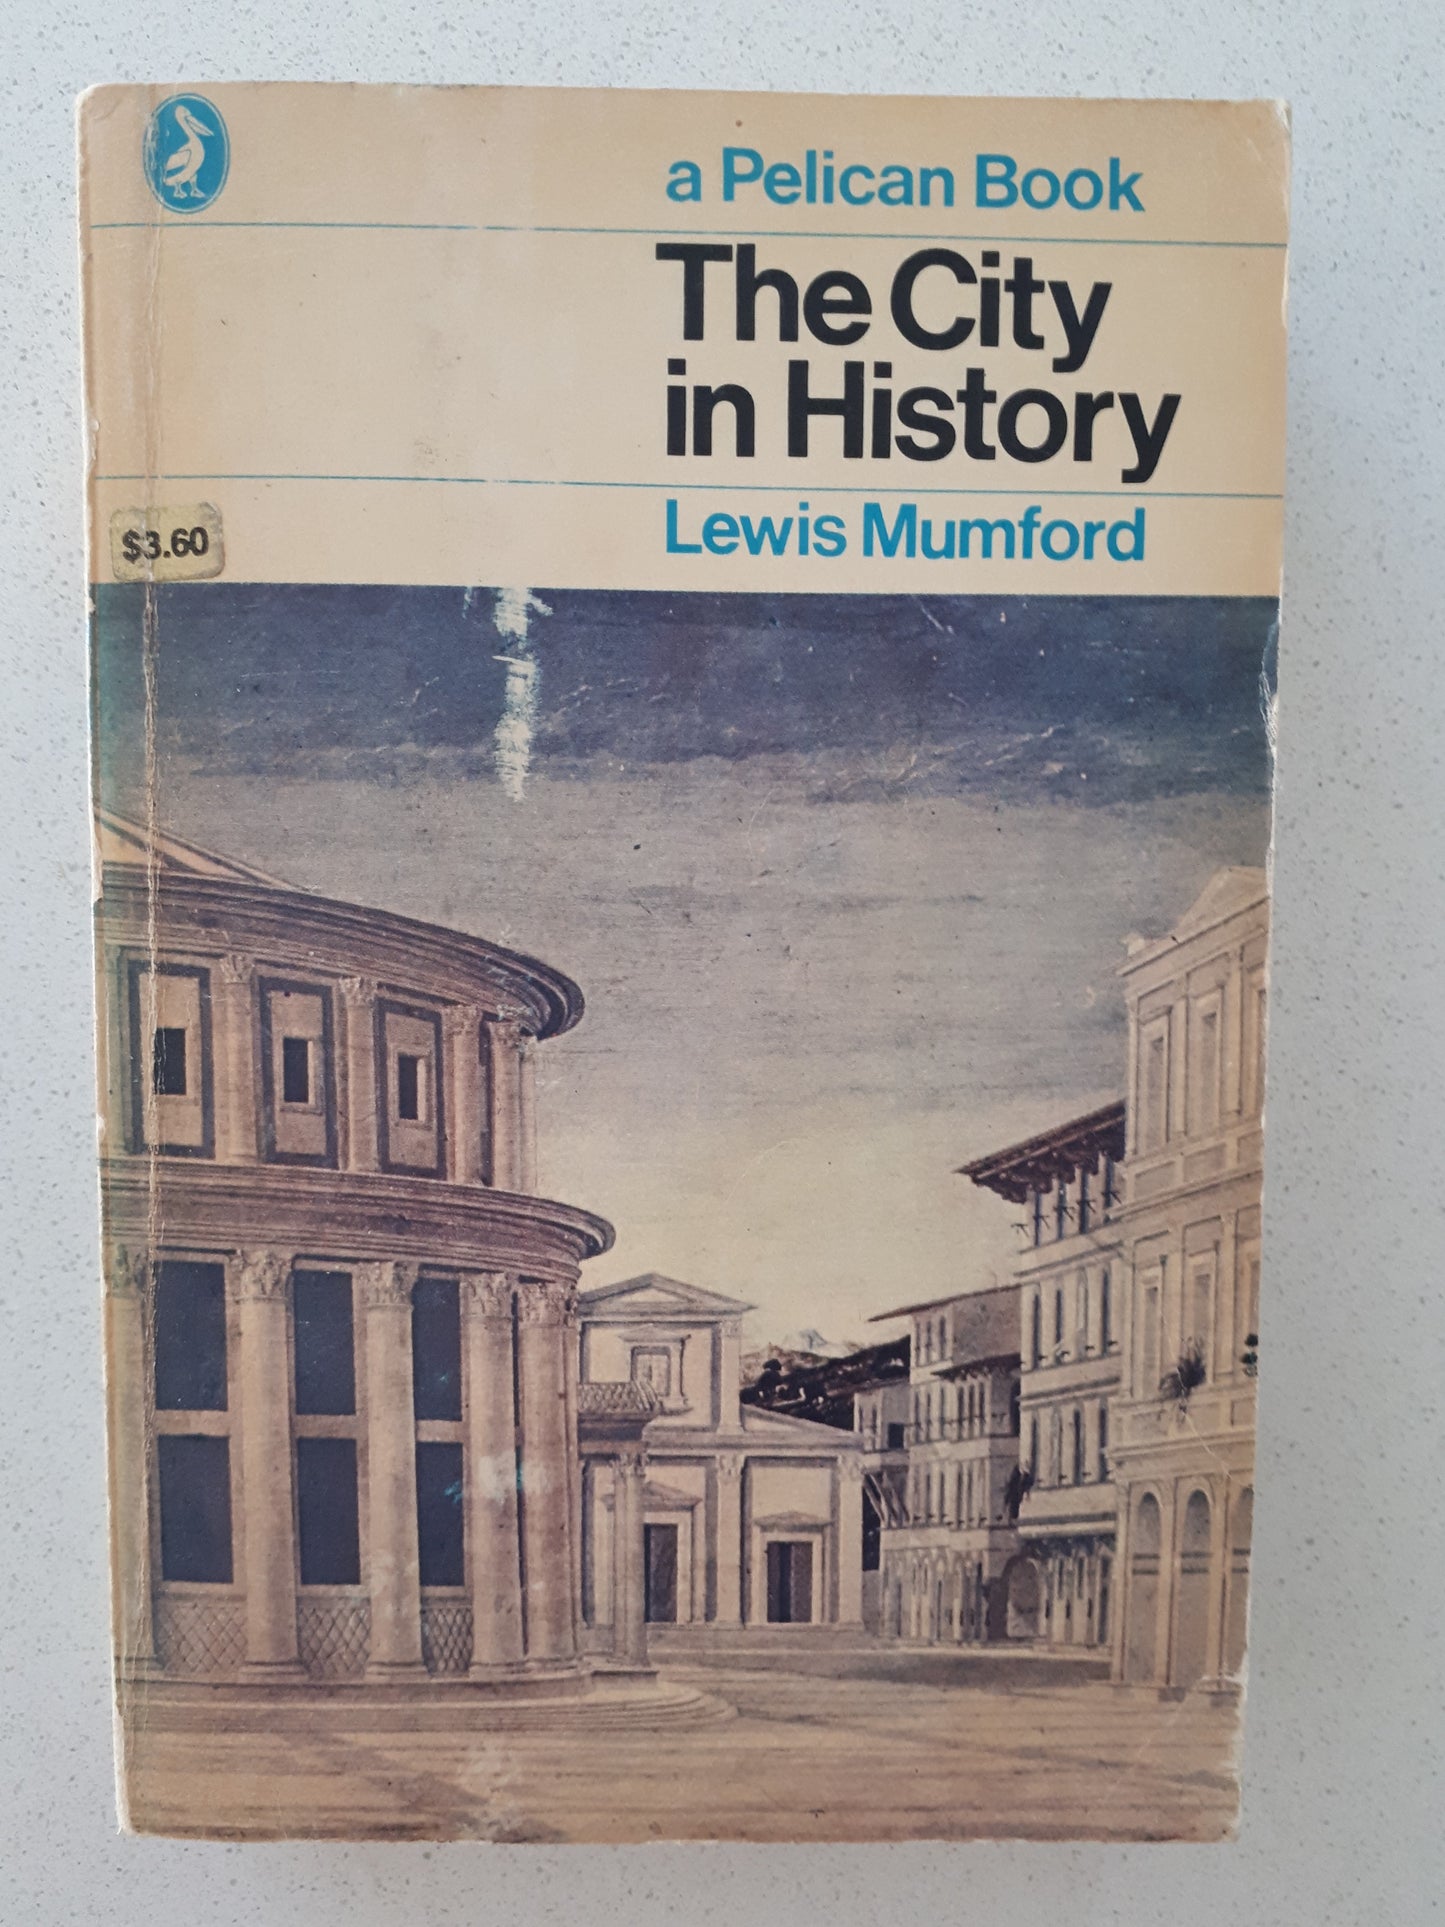 a Pelican Book
The City
in History
Lewis Mumford
$3.60